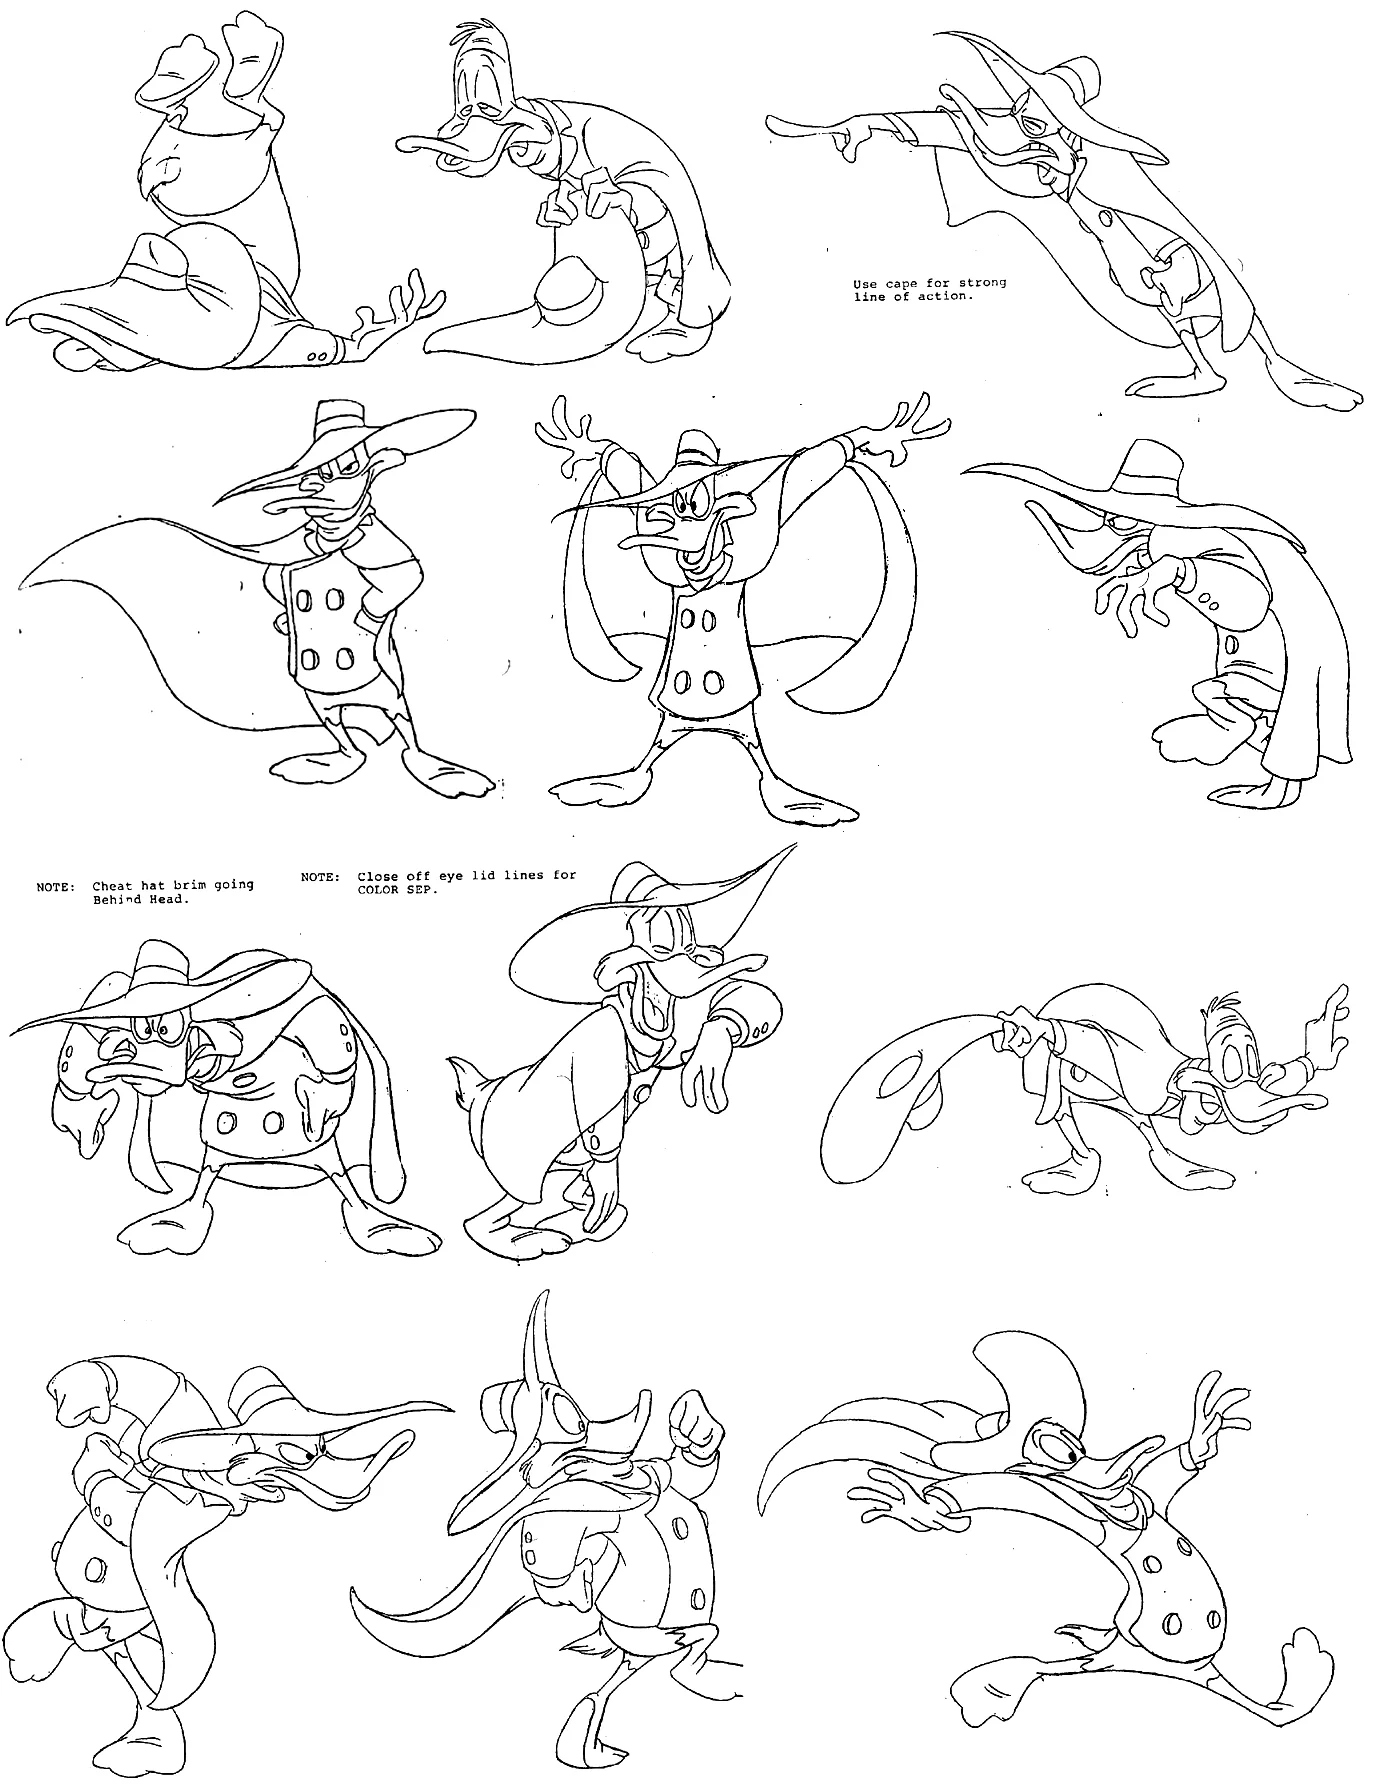 Use cape for strong
line of action.
NOTE: Cheat hat brim going
Behind Head.
NOTE: Close off eye lid lines for
COLOR SEP.